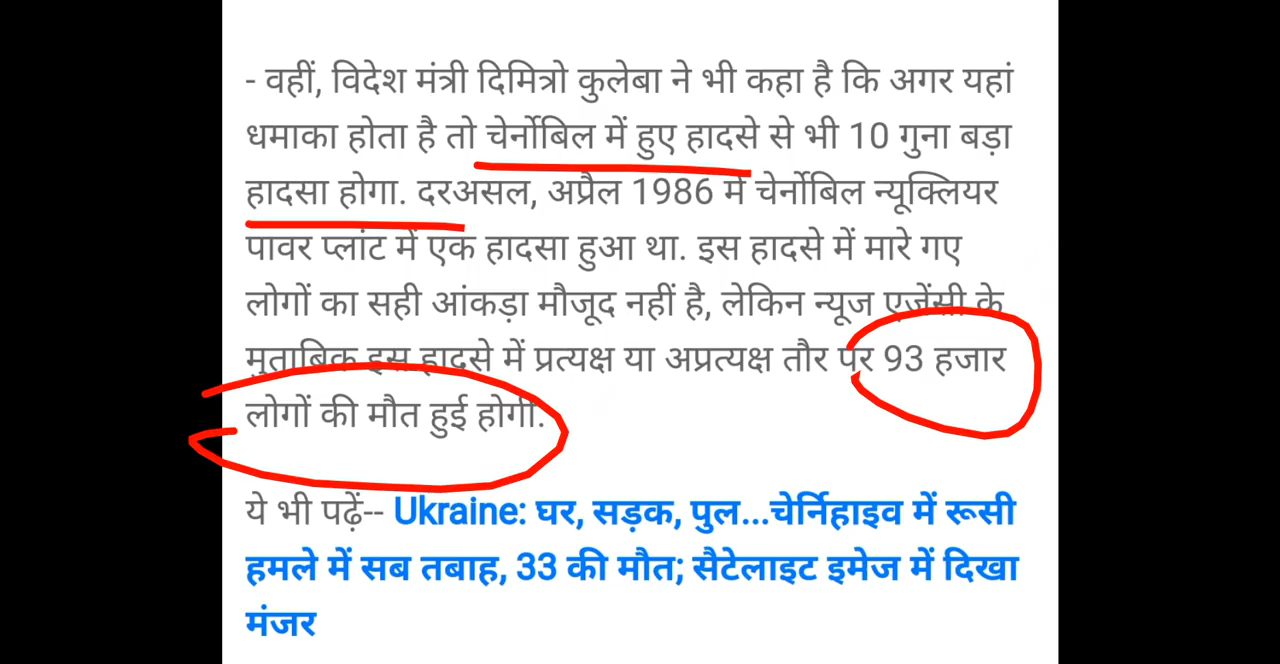 - वहीं, विदेश मंत्री दिमित्रो कुलेबा ने भी कहा है कि अगर यहां
धमाका होता है तो चेर्नोबिल में हुए हादसे से भी 10 गुना बड़ा
हादसा होगा. दरअसल, अप्रैल 1986 में चेर्नोबिल न्यूक्लियर
पावर प्लांट में एक हादसा हुआ था. इस हादसे में मारे गए
लोगों का सही आंकड़ा मौजूद नहीं है, लेकिन न्यूज एजेंसी के
मुताबिक इस हादसे में प्रत्यक्ष या अप्रत्यक्ष तौर पर 93 हजार
लोगों की मौत हुई होगी.
ये भी पढ़ें-- Ukraine: घर, सड़क, पुल...चेर्निहाइव में रूसी
हमले में सब तबाह, 33 की मौत; सैटेलाइट इमेज में दिखा
मंजर